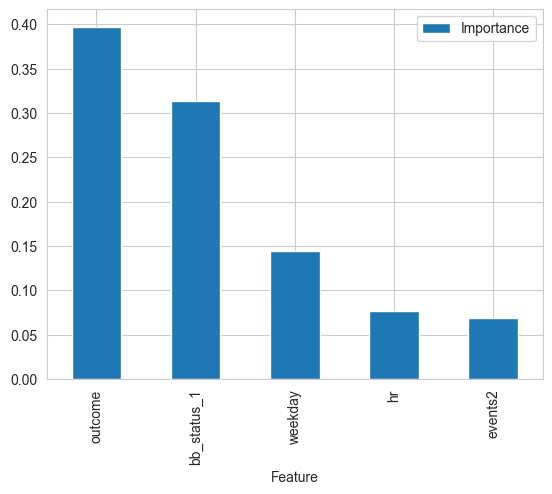 0.40
0.35
0.30
0.25
0.20
0.15
0.10
0.05
0.00
Importance
outcome
bb_status_1
weekday
hr
events2
Feature